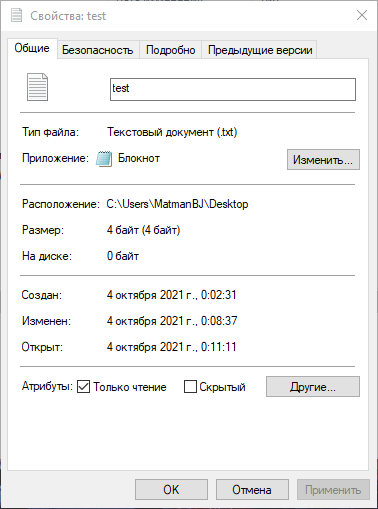 Свойства: test
Общие Безопасность Подробно Предыдущие версии
test
Тип файла: Текстовый документ (.txt)
Приложение: Блокнот Изменить...
Расположение: C:\Users\MatmanBJ\Desktop
Размер: 4 байт (4 байт)
На диске: 0 байт
Создан: 4 октября 2021 г., 0:02:31
Изменен: 4 октября 2021 г., 0:08:37
Открыт: 4 октября 2021 г., 0:11:11
Атрибуты: Только чтение Скрытый Другие...
OK Отмена Применить